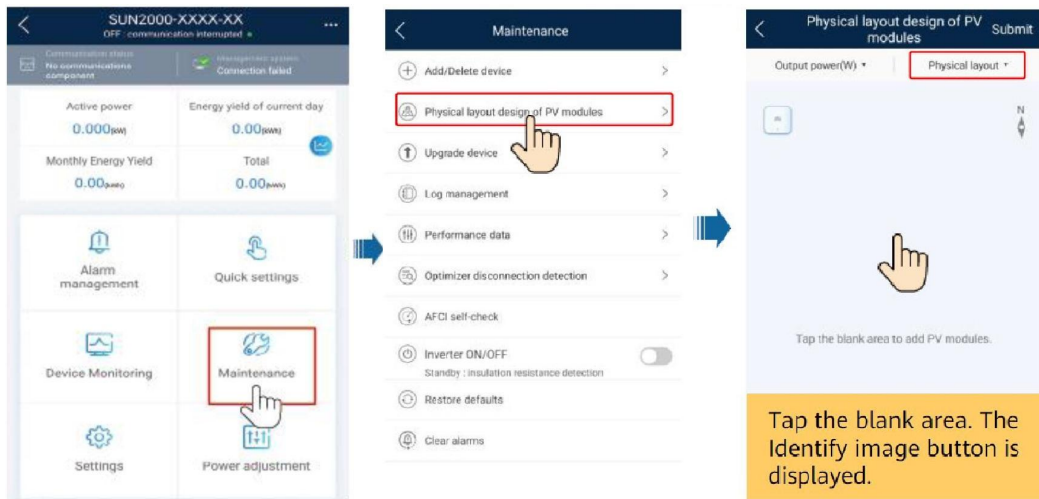 SUN2000-XXXX-XX
OFF : communication interrupted
Communication status
No communications
component
Management system
Connection failed
Active power
0.000(kW)
Energy yield of current day
0.00(kWh)
Monthly Energy Yield
0.00(kWh)
Total
0.00(kWh)
Alarm
management
Quick settings
Device Monitoring
Maintenance
Settings
Power adjustment
Maintenance
Add/Delete device
Physical layout design of PV modules
Upgrade device
Log management
Performance data
Optimizer disconnection detection
AFCI self-check
Inverter ON/OFF
Standby : insulation resistance detection
Restore defaults
Clear alarms
Physical layout design of PV
modules
Submit
Output power(W)
Physical layout
N
Tap the blank area to add PV modules.
Tap the blank area. The
Identify image button is
displayed.